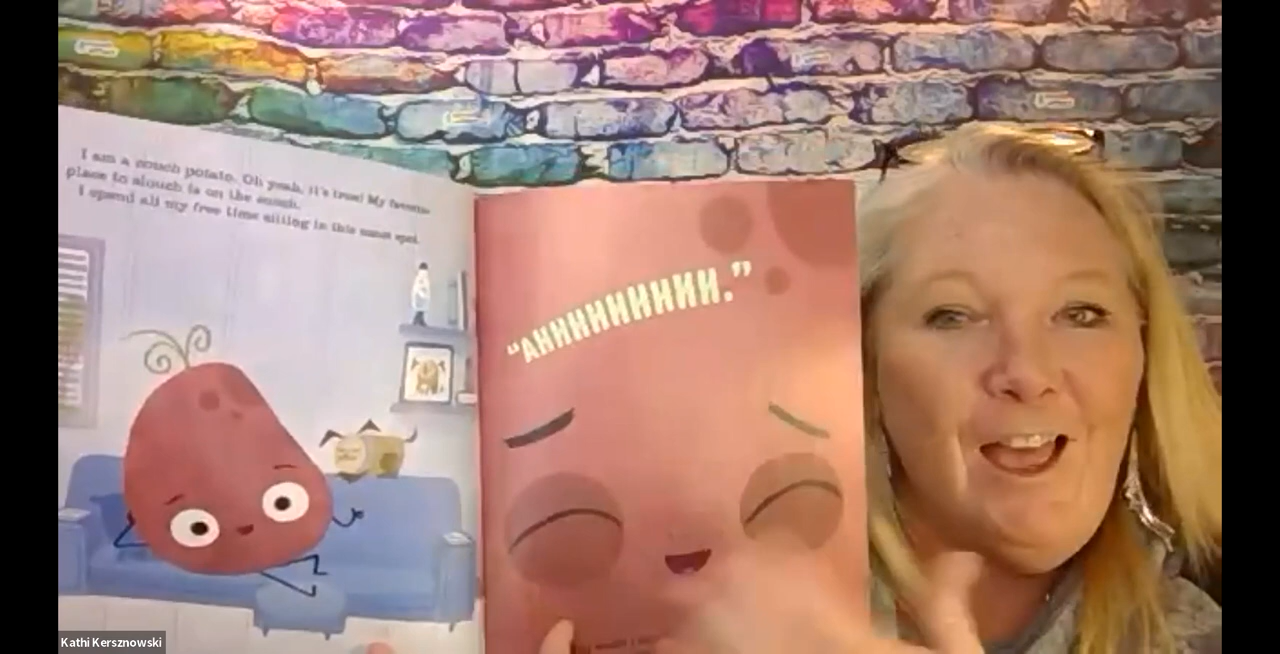 I am a couch potato. Oh yeah, it's true! My favorite
place to slouch is on the couch.
I spend all my free time sitting in this same spot.
"AHHHHHHHHH."
Kathi Kersznowski